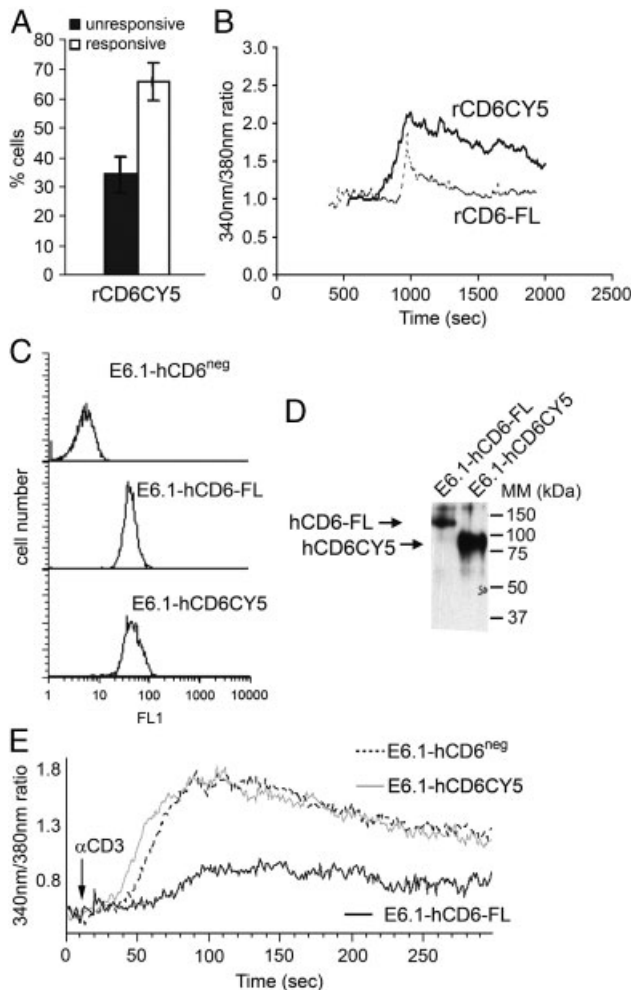 A
unresponsive
responsive
% cells
80
70
60
50
40
30
20
10
0
rCD6CY5
B
340nm/380nm ratio
3.0
2.5
2.0
1.5
1.0
0.5
0.0
rCD6CY5
rCD6-FL
0 500 1000 1500 2000 2500
Time (sec)
C
E6.1-hCD6neg
E6.1-hCD6-FL
E6.1-hCD6CY5
cell number
1 10 100 1000 10000
FL1
D
E6.1-hCD6-FL
E6.1-hCD6CY5
MM (kDa)
hCD6-FL
hCD6CY5
150
100
75
50
37
E
340nm/380nm ratio
1.8
1.3
0.8
αCD3
E6.1-hCD6neg
E6.1-hCD6CY5
E6.1-hCD6-FL
0 50 100 150 200 250
Time (sec)